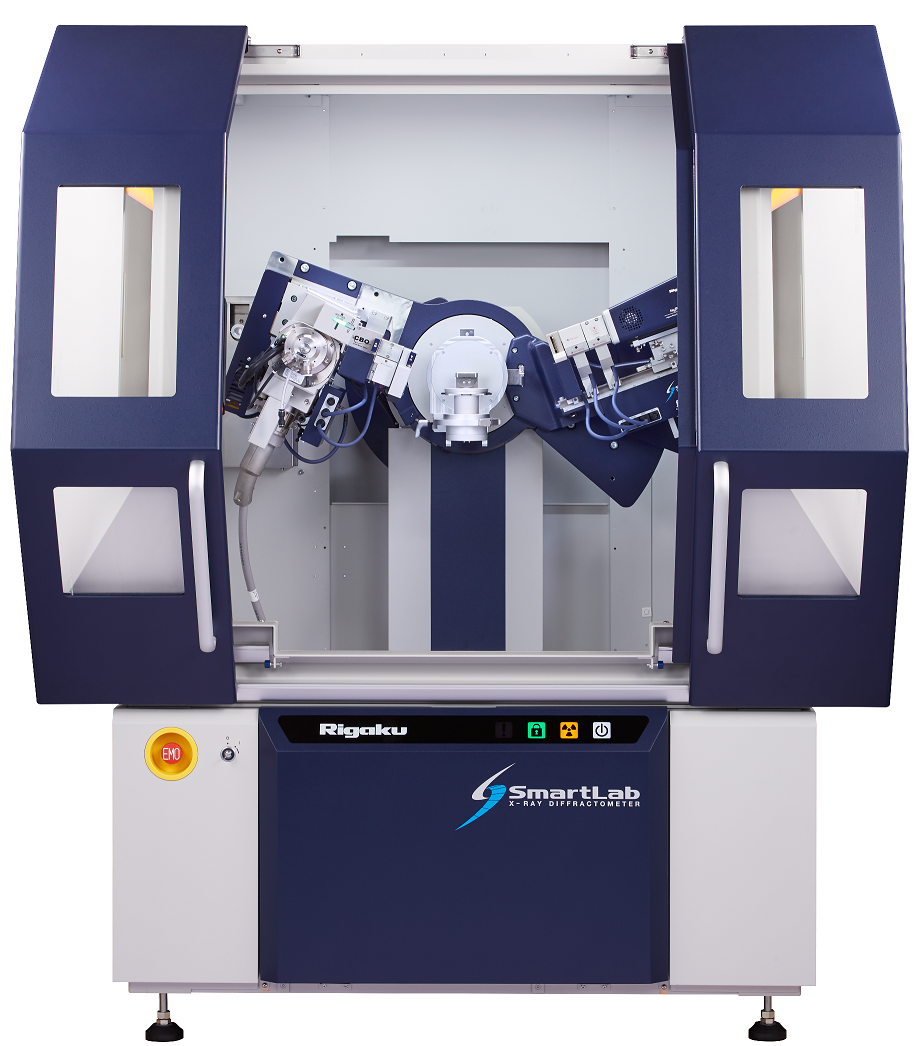 CBO
Rigaku
EMO
SmartLab
X-RAY DIFFRACTOMETER